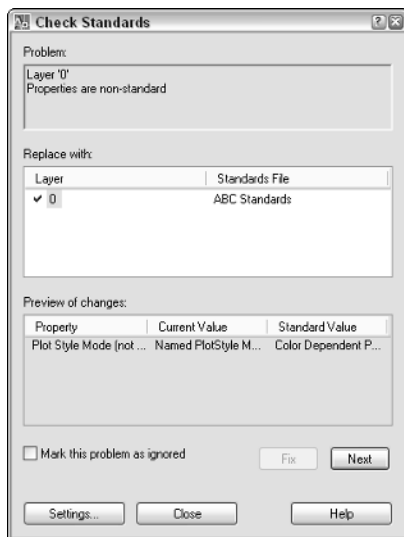 Check Standards
Problem:
Layer '0'
Properties are non-standard
Replace with:
Layer Standards File
0 ABC Standards
Preview of changes:
Property Current Value Standard Value
Plot Style Mode (not ... Named PlotStyle M... Color Dependent P...
Mark this problem as ignored
Fix Next
Settings... Close Help